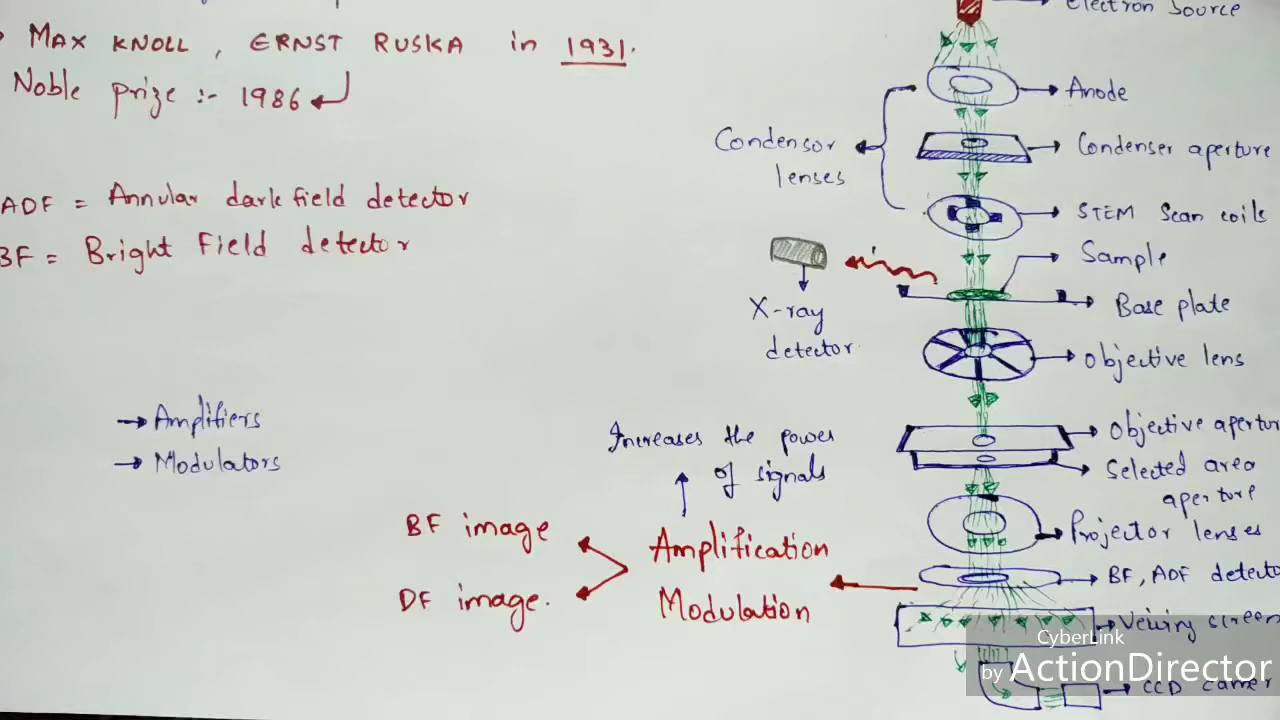 MAX KNOLL, ERNST RUSKA in 1931.
Noble prize :- 1986
ADF = Annular dark field detector
BF = Bright Field detector
→ Amplifiers
→ Modulators
Increases the power
of signals
BF image
DF image.
Amplification
Modulation
Condensor
lenses
X-ray
detector
Electron Source
Anode
Condenser aperture
STEM Scan coils
Sample
Base plate
Objective lens
Objective apertur
Selected area
aperture
Projector lenses
BF, ADF detecto
Veiwing screen
CCD camer
CyberLink
by ActionDirector